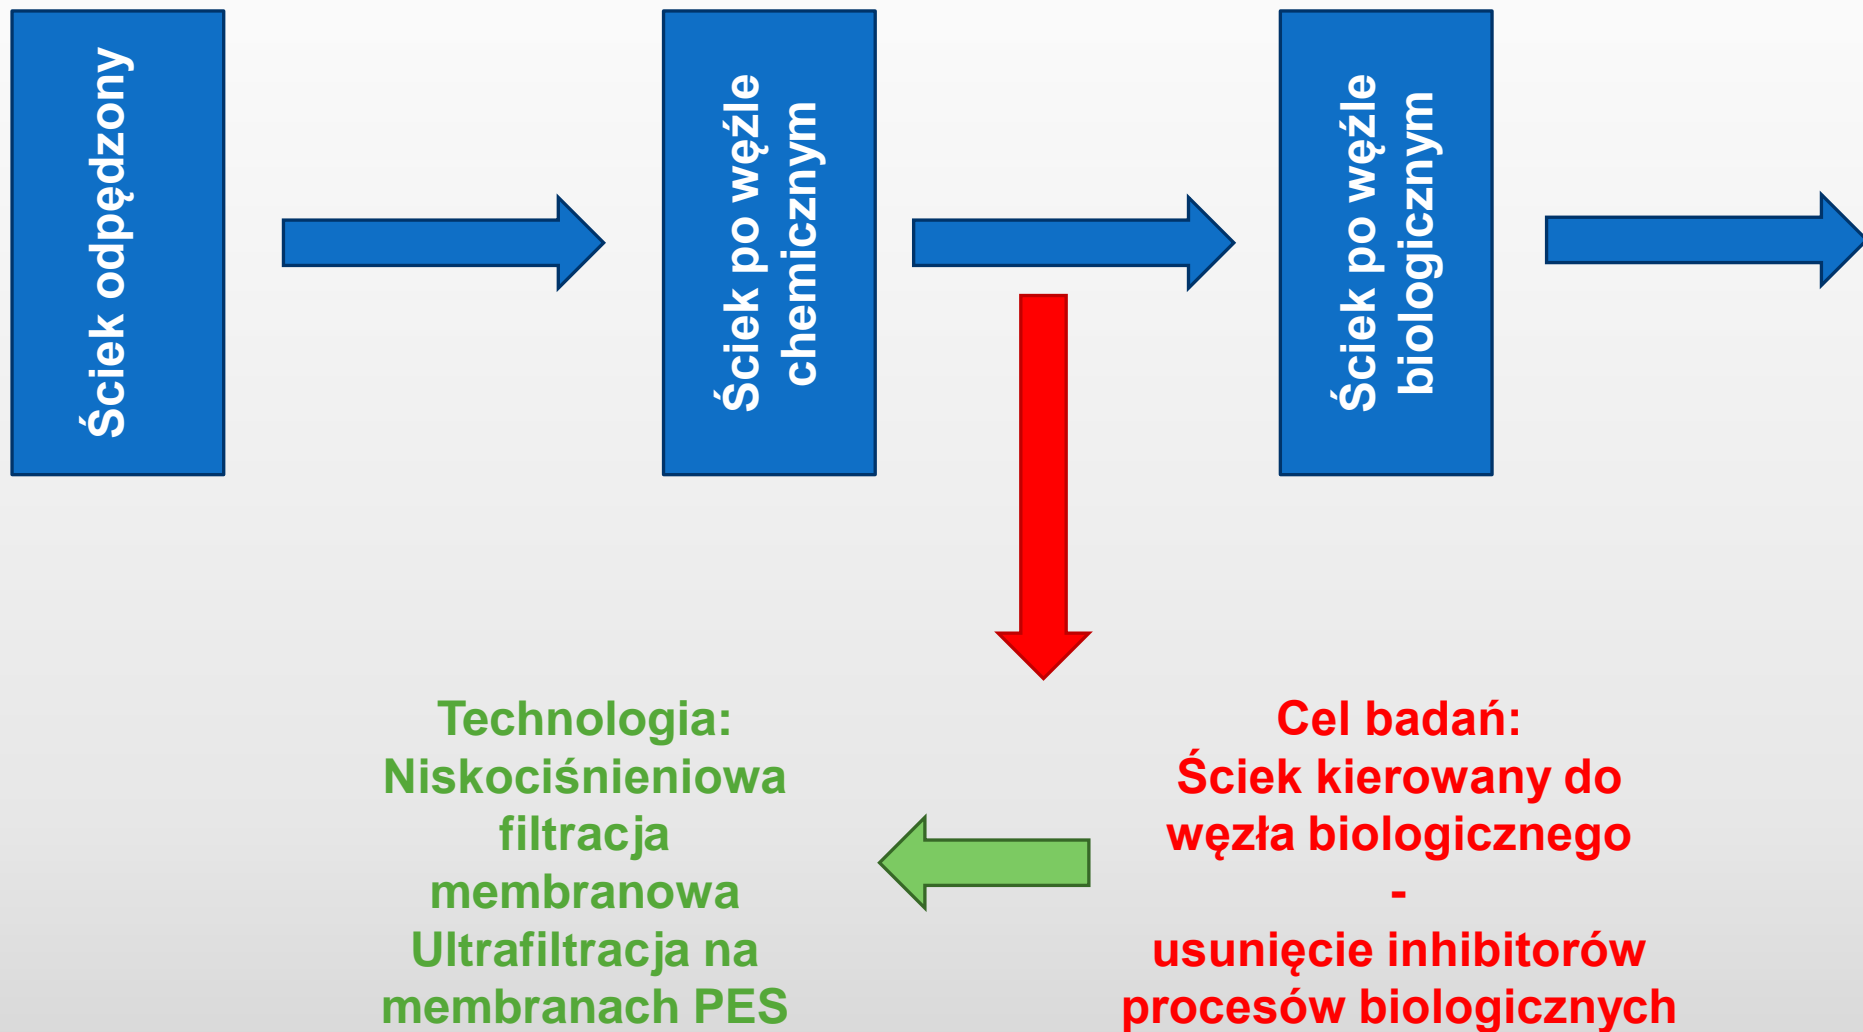 Ściek odpędzony
Ściek po węźle
chemicznym
Ściek po węźle
biologicznym
Technologia:
Niskociśnieniowa
filtracja
membranowa
Ultrafiltracja na
membranach PES
Cel badań:
Ściek kierowany do
węzła biologicznego
-
usunięcie inhibitorów
procesów biologicznych